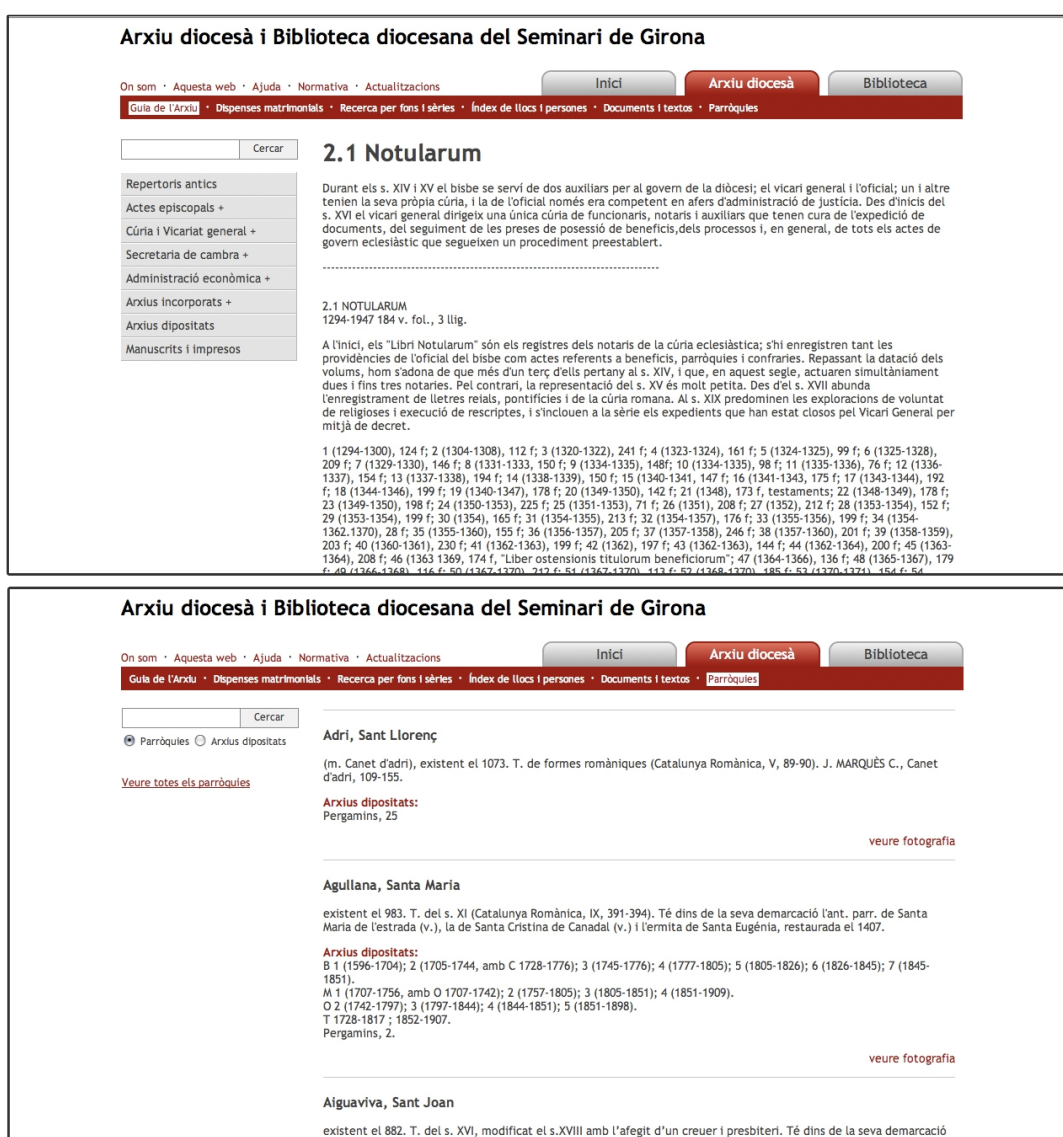 Arxiu diocesà i Biblioteca diocesana del Seminari de Girona
On som · Aquesta web · Ajuda · Normativa · Actualitzacions
Inici
Arxiu diocesà
Biblioteca
Guia de l'Arxiu · Dispenses matrimonials · Recerca per fons i sèries · Índex de llocs i persones · Documents i textos · Parròquies
Cercar
Repertoris antics
Actes episcopals +
Cúria i Vicariat general +
Secretaria de cambra +
Administració econòmica +
Arxius incorporats +
Arxius dipositats
Manuscrits i impresos
2.1 Notularum
Durant els s. XIV i XV el bisbe se serví de dos auxiliars per al govern de la diòcesi; el vicari general i l'oficial; un i altre
tenien la seva pròpia cúria, i la de l'oficial només era competent en afers d'administració de justícia. Des d'inicis del
s. XVI el vicari general dirigeix una única cúria de funcionaris, notaris i auxiliars que tenen cura de l'expedició de
documents, del seguiment de les preses de posessió de beneficis,dels processos i, en general, de tots els actes de
govern eclesiàstic que segueixen un procediment preestablert.
--------------------------------------------------------------------------------
2.1 NOTULARUM
1294-1947 184 v. fol., 3 llig.
A l'inici, els "Libri Notularum" són els registres dels notaris de la cúria eclesiàstica; s'hi enregistren tant les
providències de l'oficial del bisbe com actes referents a beneficis, parròquies i confraries. Repassant la datació dels
volums, hom s'adona de que més d'un terç d'ells pertany al s. XIV, i que, en aquest segle, actuaren simultàniament
dues i fins tres notaries. Pel contrari, la representació del s. XV és molt petita. Des d'el s. XVII abunda
l'enregistrament de lletres reials, pontifícies i de la cúria romana. Al s. XIX predominen les exploracions de voluntat
de religioses i execució de rescriptes, i s'inclouen a la sèrie els expedients que han estat closos pel Vicari General per
mitjà de decret.
1 (1294-1300), 124 f; 2 (1304-1308), 112 f; 3 (1320-1322), 241 f; 4 (1323-1324), 161 f; 5 (1324-1325), 99 f; 6 (1325-1328),
209 f; 7 (1329-1330), 146 f; 8 (1331-1333, 150 f; 9 (1334-1335), 148f; 10 (1334-1335), 98 f; 11 (1335-1336), 76 f; 12 (1336-
1337), 154 f; 13 (1337-1338), 194 f; 14 (1338-1339), 150 f; 15 (1340-1341, 147 f; 16 (1341-1343, 175 f; 17 (1343-1344), 192
f; 18 (1344-1346), 199 f; 19 (1340-1347), 178 f; 20 (1349-1350), 142 f; 21 (1348), 173 f, testaments; 22 (1348-1349), 178 f;
23 (1349-1350), 198 f; 24 (1350-1353), 225 f; 25 (1351-1353), 71 f; 26 (1351), 208 f; 27 (1352), 212 f; 28 (1353-1354), 152 f;
29 (1353-1354), 199 f; 30 (1354), 165 f; 31 (1354-1355), 213 f; 32 (1354-1357), 176 f; 33 (1355-1356), 199 f; 34 (1354-
1362.1370), 28 f; 35 (1355-1360), 155 f; 36 (1356-1357), 205 f; 37 (1357-1358), 246 f; 38 (1357-1360), 201 f; 39 (1358-1359),
203 f; 40 (1360-1361), 230 f; 41 (1362-1363), 199 f; 42 (1362), 197 f; 43 (1362-1363), 144 f; 44 (1362-1364), 200 f; 45 (1363-
1364), 208 f; 46 (1363 1369, 174 f, "Liber ostensionis titulorum beneficiorum"; 47 (1364-1366), 136 f; 48 (1365-1367), 179
f; 49 (1366-1368), 116 f; 50 (1367-1370), 212 f; 51 (1367-1370), 113 f; 52 (1368-1370), 185 f; 53 (1370-1371), 154 f; 54
Arxiu diocesà i Biblioteca diocesana del Seminari de Girona
On som · Aquesta web · Ajuda · Normativa · Actualitzacions
Inici
Arxiu diocesà
Biblioteca
Guia de l'Arxiu · Dispenses matrimonials · Recerca per fons i sèries · Índex de llocs i persones · Documents i textos · Parròquies
Cercar
Parròquies Arxius dipositats
Veure totes els parròquies
Adri, Sant Llorenç
(m. Canet d'adri), existent el 1073. T. de formes romàniques (Catalunya Romànica, V, 89-90). J. MARQUÈS C., Canet
d'adri, 109-155.
Arxius dipositats:
Pergamins, 25
veure fotografia
Agullana, Santa Maria
existent el 983. T. del s. XI (Catalunya Romànica, IX, 391-394). Té dins de la seva demarcació l'ant. parr. de Santa
Maria de l'estrada (v.), la de Santa Cristina de Canadal (v.) i l'ermita de Santa Eugénia, restaurada el 1407.
Arxius dipositats:
B 1 (1596-1704); 2 (1705-1744, amb C 1728-1776); 3 (1745-1776); 4 (1777-1805); 5 (1805-1826); 6 (1826-1845); 7 (1845-
1851).
M 1 (1707-1756, amb O 1707-1742); 2 (1757-1805); 3 (1805-1851); 4 (1851-1909).
O 2 (1742-1797); 3 (1797-1844); 4 (1844-1851); 5 (1851-1898).
T 1728-1817 ; 1852-1907.
Pergamins, 2.
veure fotografia
Aiguaviva, Sant Joan
existent el 882. T. del s. XVI, modificat el s.XVIII amb l'afegit d'un creuer i presbiteri. Té dins de la seva demarcació